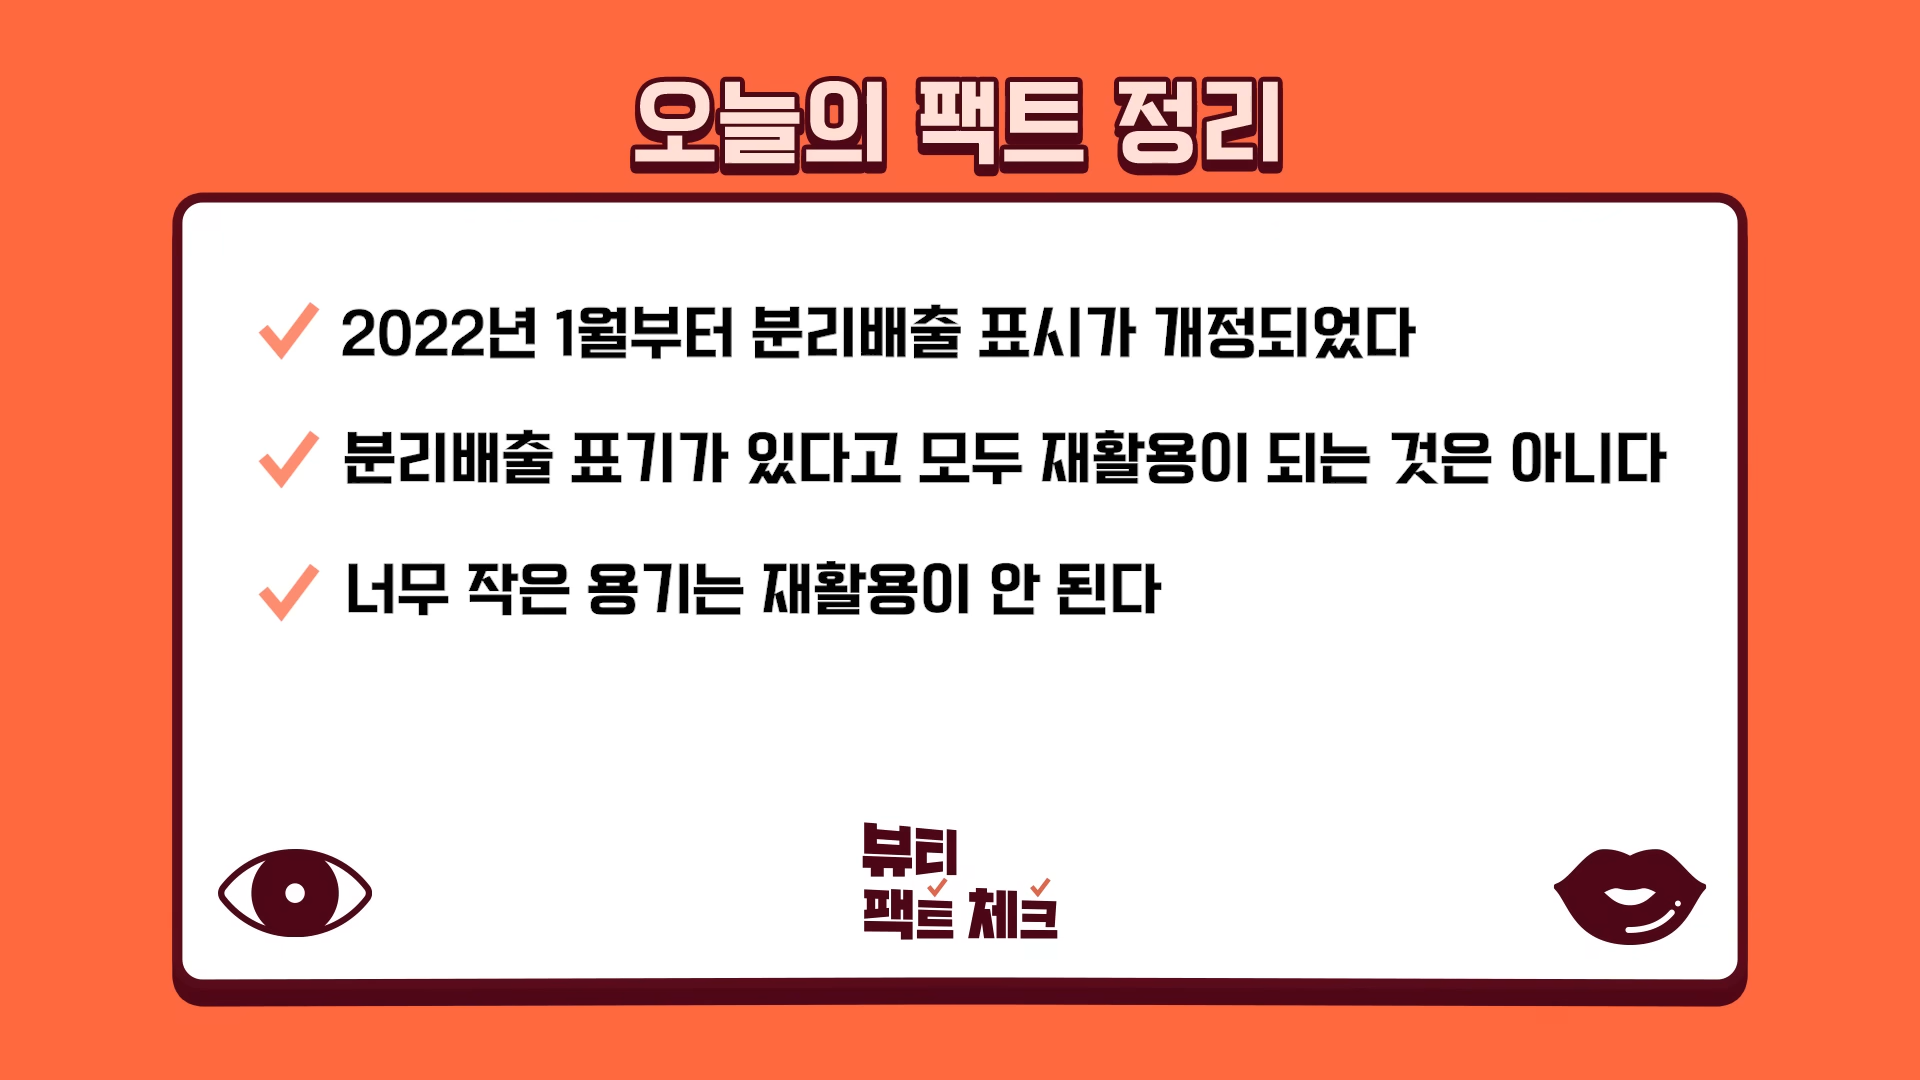 오늘의 팩트 정리
2022년 1월부터 분리배출 표시가 개정되었다
분리배출 표기가 있다고 모두 재활용이 되는 것은 아니다
너무 작은 용기는 재활용이 안 된다
뷰티
팩트 체크